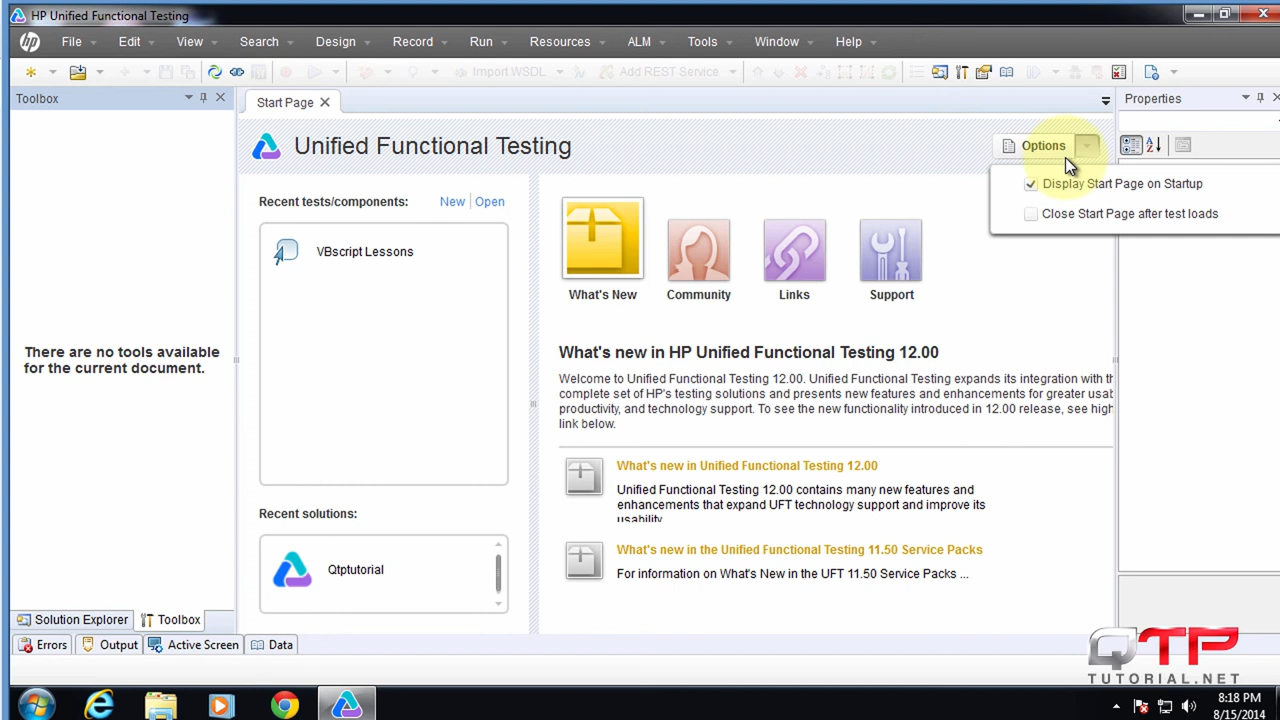 HP Unified Functional Testing
File Edit View Search Design Record Run Resources ALM Tools Window Help
Import WSDL Add REST Service
Toolbox
Start Page
Properties
Unified Functional Testing
Options
Display Start Page on Startup
Close Start Page after test loads
Recent tests/components: New Open
VBscript Lessons
What's New Community Links Support
There are no tools available
for the current document.
What's new in HP Unified Functional Testing 12.00
Welcome to Unified Functional Testing 12.00. Unified Functional Testing expands its integration with
complete set of HP's testing solutions and presents new features and enhancements for greater
productivity, and technology support. To see the new functionality introduced in 12.00 release, see
link below.
What's new in Unified Functional Testing 12.00
Unified Functional Testing 12.00 contains many new features and
enhancements that expand UFT technology support and improve its
usability.
What's new in the Unified Functional Testing 11.50 Service Packs
For information on What's New in the UFT 11.50 Service Packs ...
Recent solutions:
Qtptutorial
Solution Explorer Toolbox
Errors Output Active Screen Data
QTP
TUTORIAL.NET
8:18 PM
8/15/2014